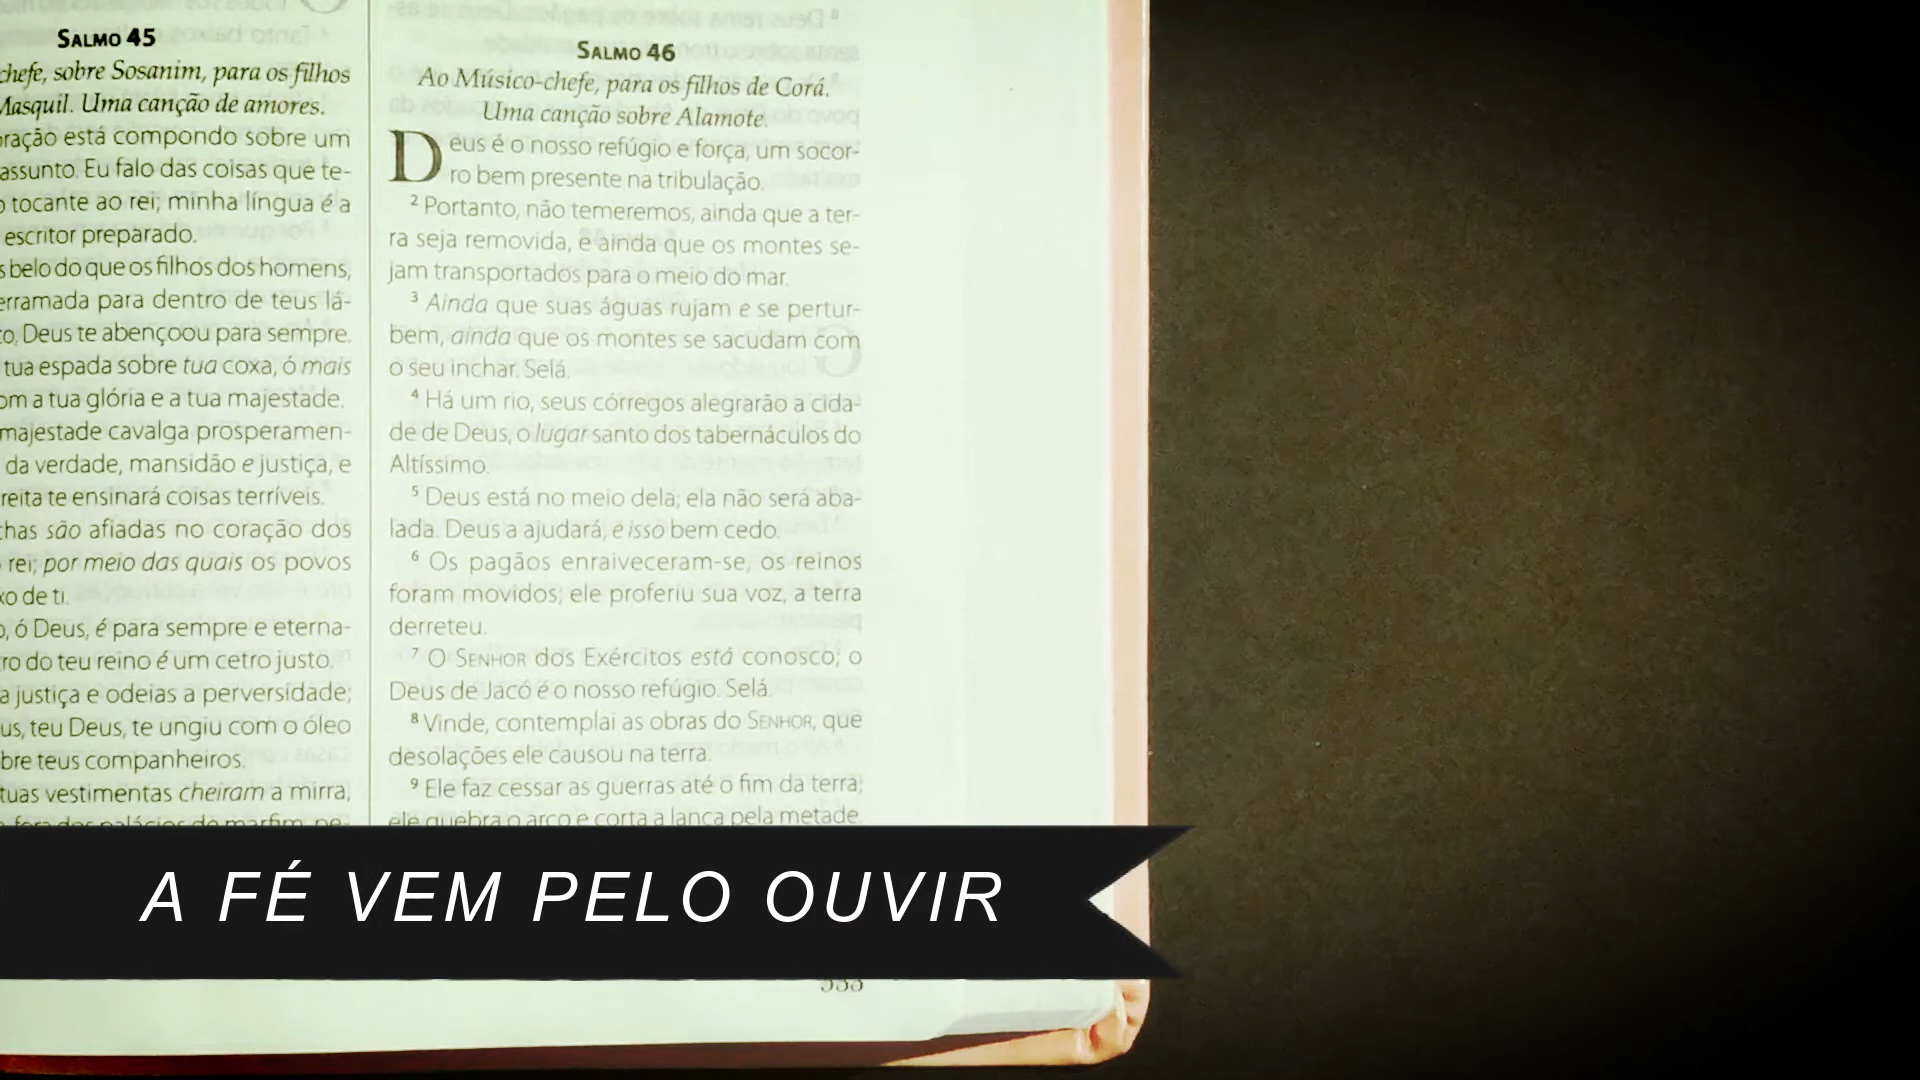 SALMO 45
chefe, sobre Sosanim, para os filhos
Masquil. Uma canção de amores.
oração está compondo sobre um
assunto. Eu falo das coisas que te-
o tocante ao rei; minha língua é a
escritor preparado.
s belo do que os filhos dos homens,
erramada para dentro de teus lá-
to, Deus te abençoou para sempre.
tua espada sobre tua coxa, ó mais
om a tua glória e a tua majestade.
majestade cavalga prosperamen-
da verdade, mansidão e justiça, e
reita te ensinará coisas terríveis.
chas são afiadas no coração dos
rei; por meio das quais os povos
xo de ti.
o, ó Deus, é para sempre e eterna-
ro do teu reino é um cetro justo.
a justiça e odeias a perversidade;
us, teu Deus, te ungiu com o óleo
bre teus companheiros.
tuas vestimentas cheiram a mirra,
fora dos palácios de marfim, pe-
SALMO 46
Ao Músico-chefe, para os filhos de Corá.
Uma canção sobre Alamote.
Deus é o nosso refúgio e força, um socor-
ro bem presente na tribulação.
2 Portanto, não temeremos, ainda que a ter-
ra seja removida, e ainda que os montes se-
jam transportados para o meio do mar.
3 Ainda que suas águas rujam e se pertur-
bem, ainda que os montes se sacudam com
o seu inchar. Selá.
4 Há um rio, seus córregos alegrarão a cida-
de de Deus, o lugar santo dos tabernáculos do
Altíssimo.
5 Deus está no meio dela; ela não será aba-
lada. Deus a ajudará, e isso bem cedo.
6 Os pagãos enraiveceram-se, os reinos
foram movidos; ele proferiu sua voz, a terra
derreteu.
7 O SENHOR dos Exércitos está conosco; o
Deus de Jacó é o nosso refúgio. Selá.
8 Vinde, contemplai as obras do SENHOR, que
desolações ele causou na terra.
9 Ele faz cessar as guerras até o fim da terra;
ele quebra o arco e corta a lança pela metade.
A FÉ VEM PELO OUVIR